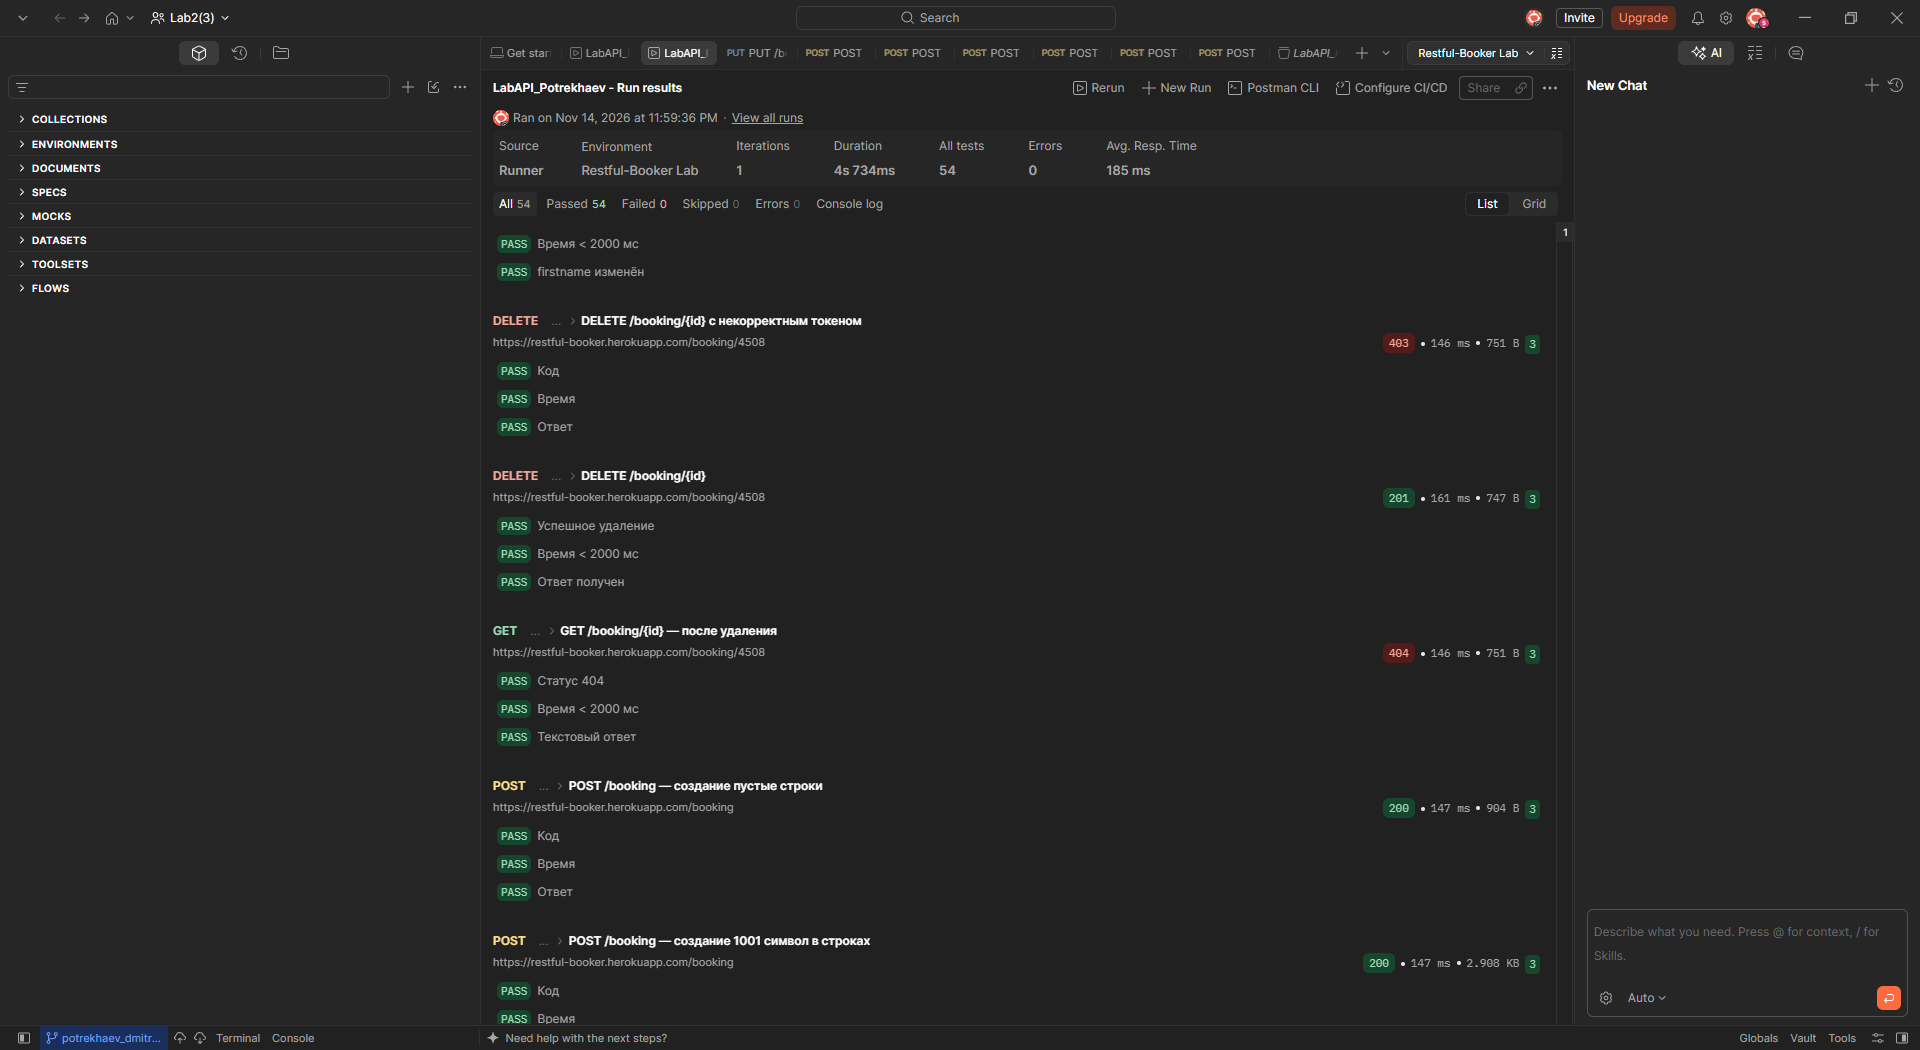 Lab2(3)
Search
Invite
Upgrade
Get star
LabAPI_
LabAPI_
PUT PUT /b
POST POST
POST POST
POST POST
POST POST
POST POST
POST POST
LabAPI_
Restful-Booker Lab
AI
COLLECTIONS
ENVIRONMENTS
DOCUMENTS
SPECS
MOCKS
DATASETS
TOOLSETS
FLOWS
LabAPI_Potrekhaev - Run results
Rerun
New Run
Postman CLI
Configure CI/CD
Share
Ran on Nov 14, 2026 at 11:59:36 PM · View all runs
Source Environment Iterations Duration All tests Errors Avg. Resp. Time
Runner Restful-Booker Lab 1 4s 734ms 54 0 185 ms
All 54 Passed 54 Failed 0 Skipped 0 Errors 0 Console log
List Grid
1
PASS Время < 2000 мс
PASS firstname изменён
DELETE ... > DELETE /booking/{id} с некорректным токеном
https://restful-booker.herokuapp.com/booking/4508
403 • 146 ms • 751 B 3
PASS Код
PASS Время
PASS Ответ
DELETE ... > DELETE /booking/{id}
https://restful-booker.herokuapp.com/booking/4508
201 • 161 ms • 747 B 3
PASS Успешное удаление
PASS Время < 2000 мс
PASS Ответ получен
GET ... > GET /booking/{id} — после удаления
https://restful-booker.herokuapp.com/booking/4508
404 • 146 ms • 751 B 3
PASS Статус 404
PASS Время < 2000 мс
PASS Текстовый ответ
POST ... > POST /booking — создание пустые строки
https://restful-booker.herokuapp.com/booking
200 • 147 ms • 904 B 3
PASS Код
PASS Время
PASS Ответ
POST ... > POST /booking — создание 1001 символ в строках
https://restful-booker.herokuapp.com/booking
200 • 147 ms • 2.908 KB 3
PASS Код
PASS Время
New Chat
Describe what you need. Press @ for context, / for
Skills.
Auto
potrekhaev_dmitr...
Terminal
Console
Need help with the next steps?
Globals
Vault
Tools